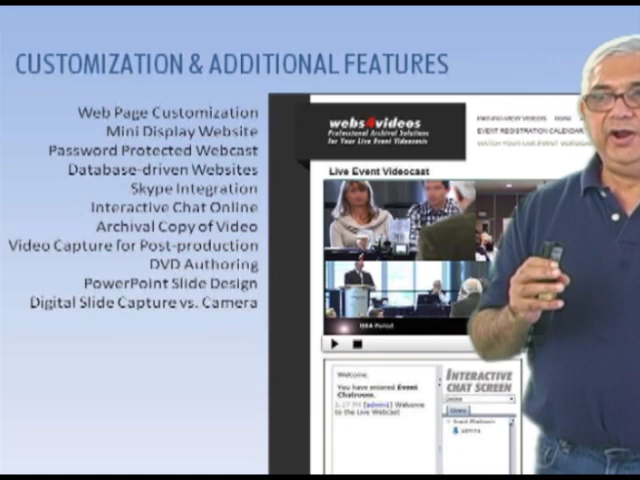 CUSTOMIZATION & ADDITIONAL FEATURES
Web Page Customization
Mini Display Website
Password Protected Webcast
Database-driven Websites
Skype Integration
Interactive Chat Online
Archival Copy of Video
Video Capture for Post-production
DVD Authoring
PowerPoint Slide Design
Digital Slide Capture vs. Camera
webs4videos
Professional Archival Solutions
for Your Live Event Videocasts
EVENT REGISTRATION CALENDAR
Live Event Videocast
Q&A Period
Welcome.
You have entered Event
Chatroom.
[admin1] Welcome
to the Live Webcast
INTERACTIVE
CHAT SCREEN
Online